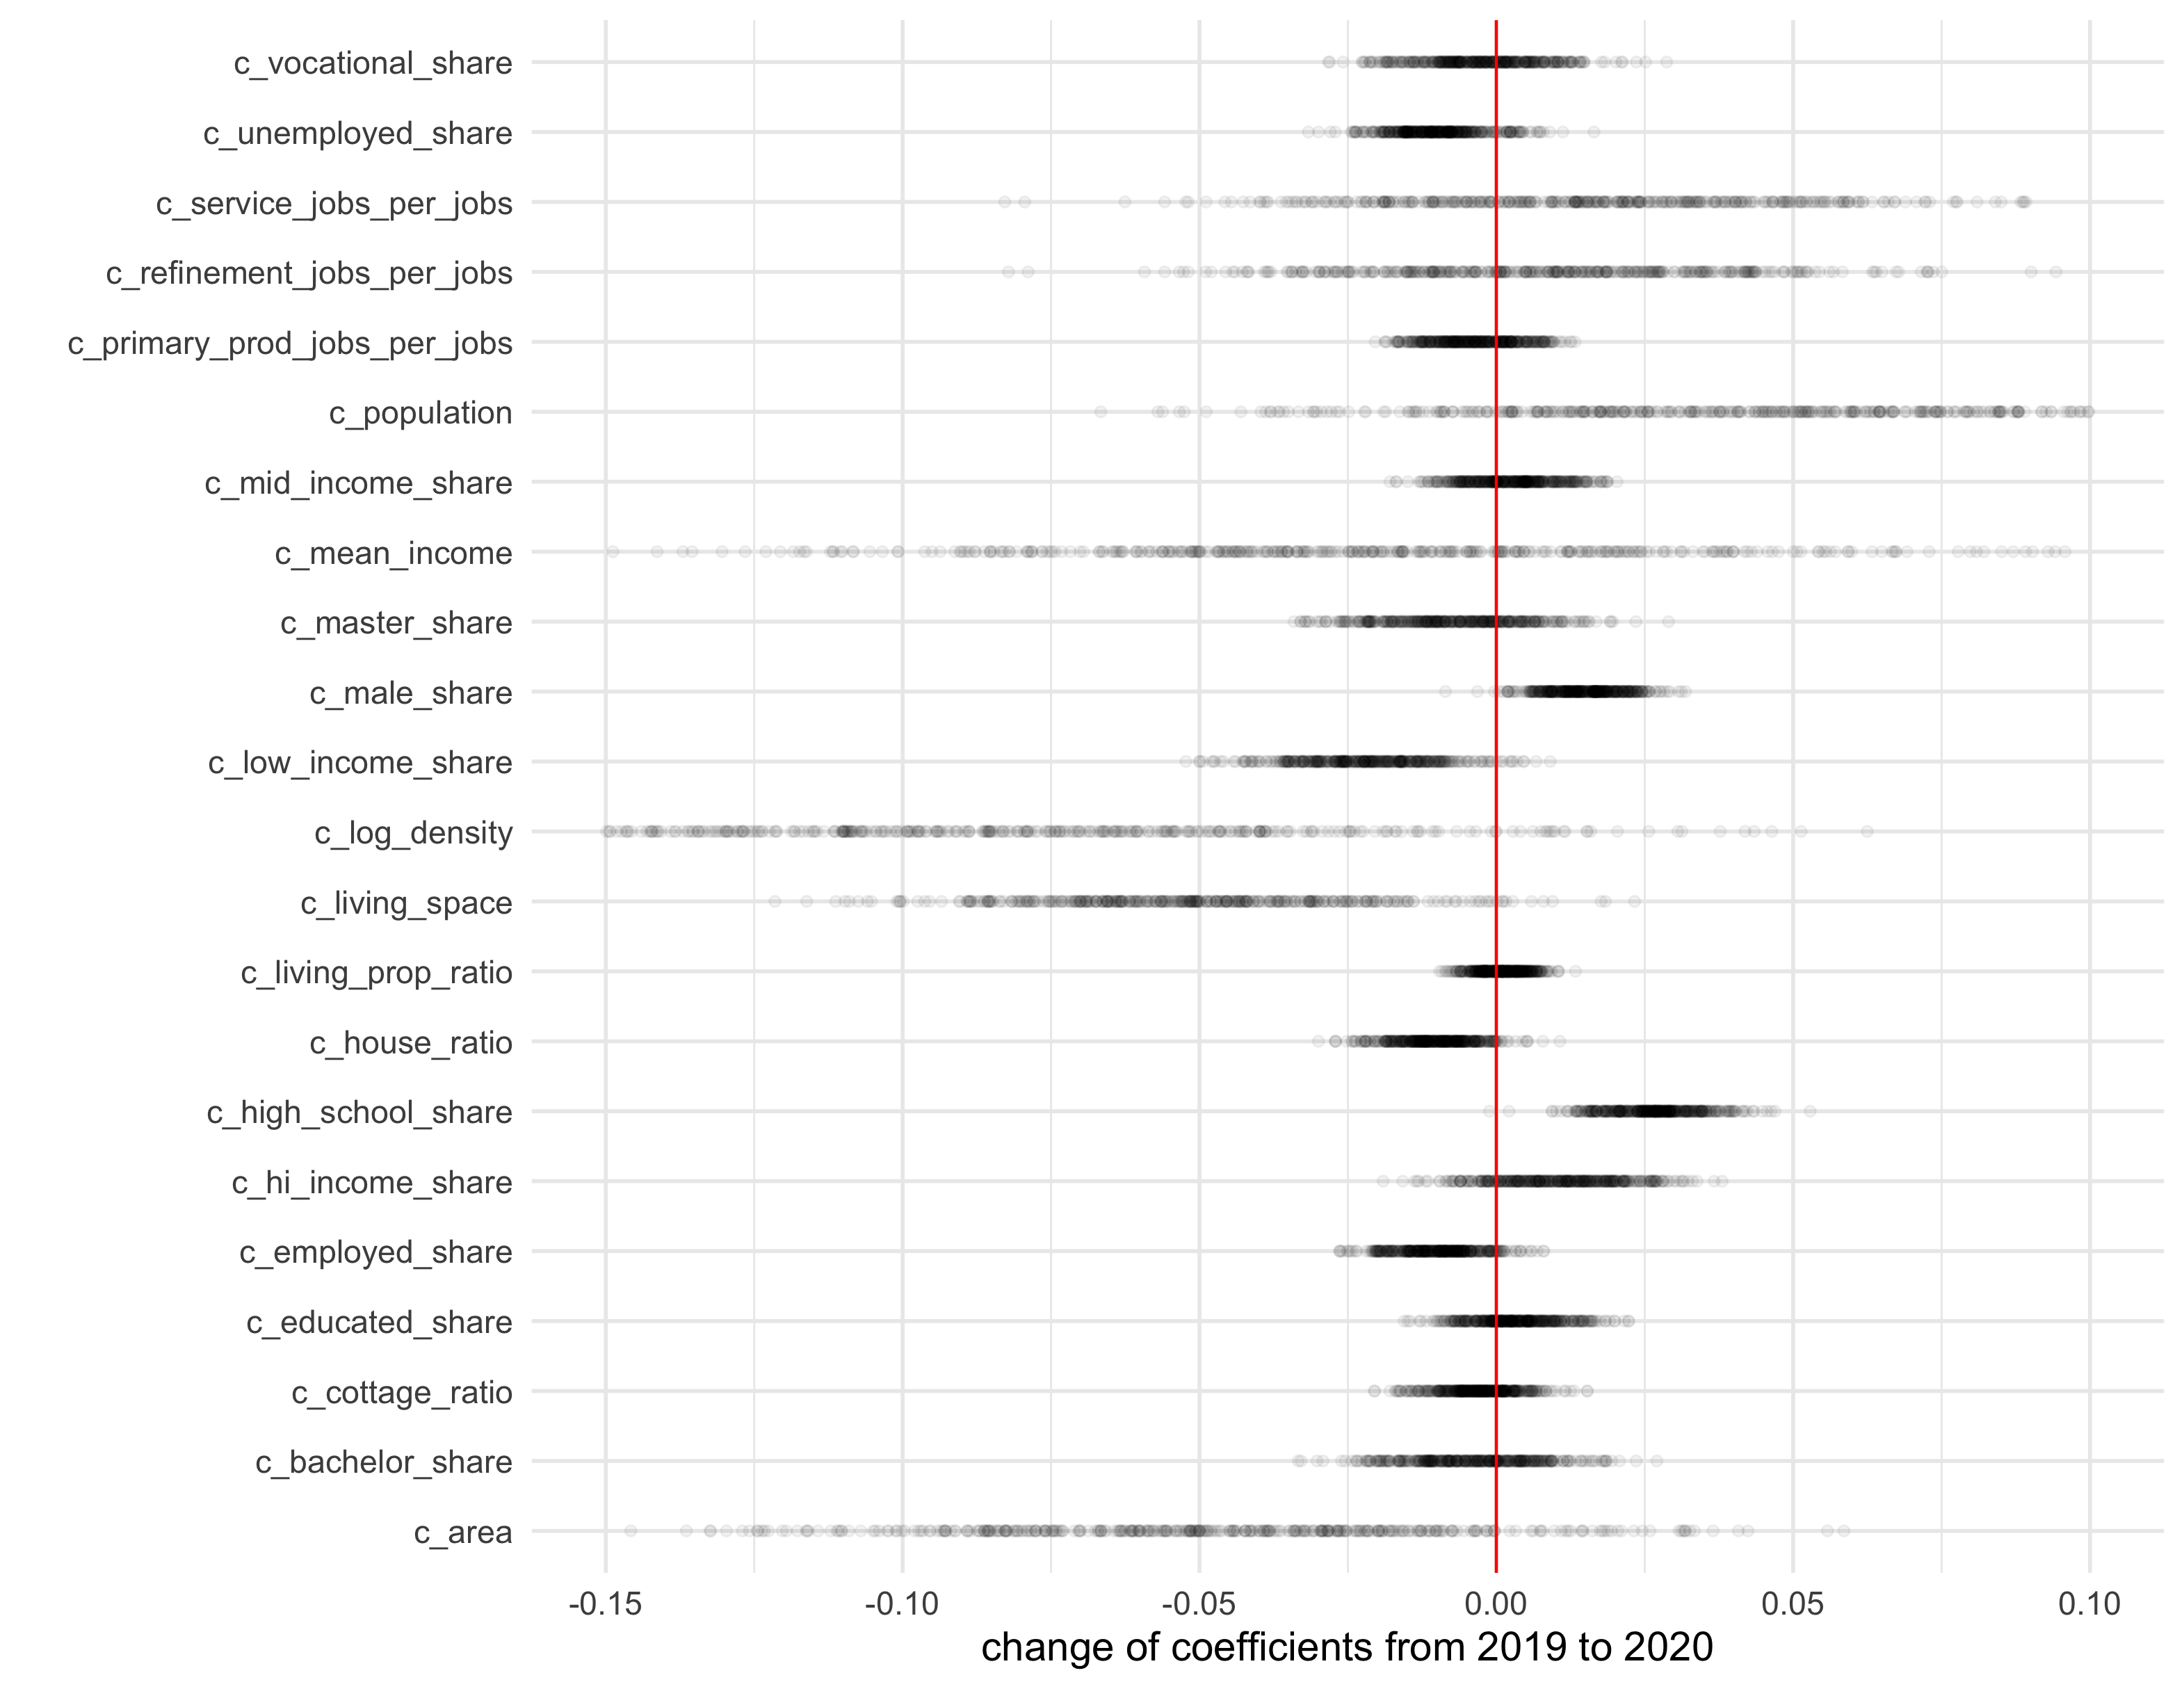 c_vocational_share
c_unemployed_share
c_service_jobs_per_jobs
c_refinement_jobs_per_jobs
c_primary_prod_jobs_per_jobs
c_population
c_mid_income_share
c_mean_income
c_master_share
c_male_share
c_low_income_share
c_log_density
c_living_space
c_living_prop_ratio
c_house_ratio
c_high_school_share
c_hi_income_share
c_employed_share
c_educated_share
c_cottage_ratio
c_bachelor_share
c_area
-0.15 -0.10 -0.05 0.00 0.05 0.10
change of coefficients from 2019 to 2020